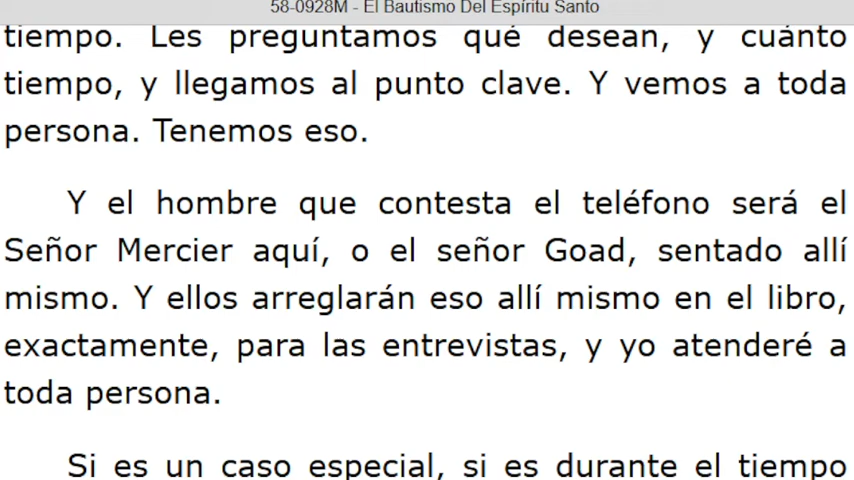 58-0928M - El Bautismo Del Espíritu Santo
tiempo. Les preguntamos qué desean, y cuánto
tiempo, y llegamos al punto clave. Y vemos a toda
persona. Tenemos eso.
Y el hombre que contesta el teléfono será el
Señor Mercier aquí, o el señor Goad, sentado allí
mismo. Y ellos arreglarán eso allí mismo en el libro,
exactamente, para las entrevistas, y yo atenderé a
toda persona.
Si es un caso especial, si es durante el tiempo